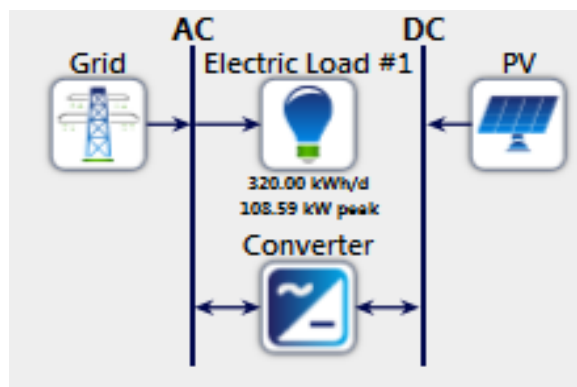 AC DC
Grid Electric Load #1 PV
320.00 kWh/d
108.59 kW peak
Converter